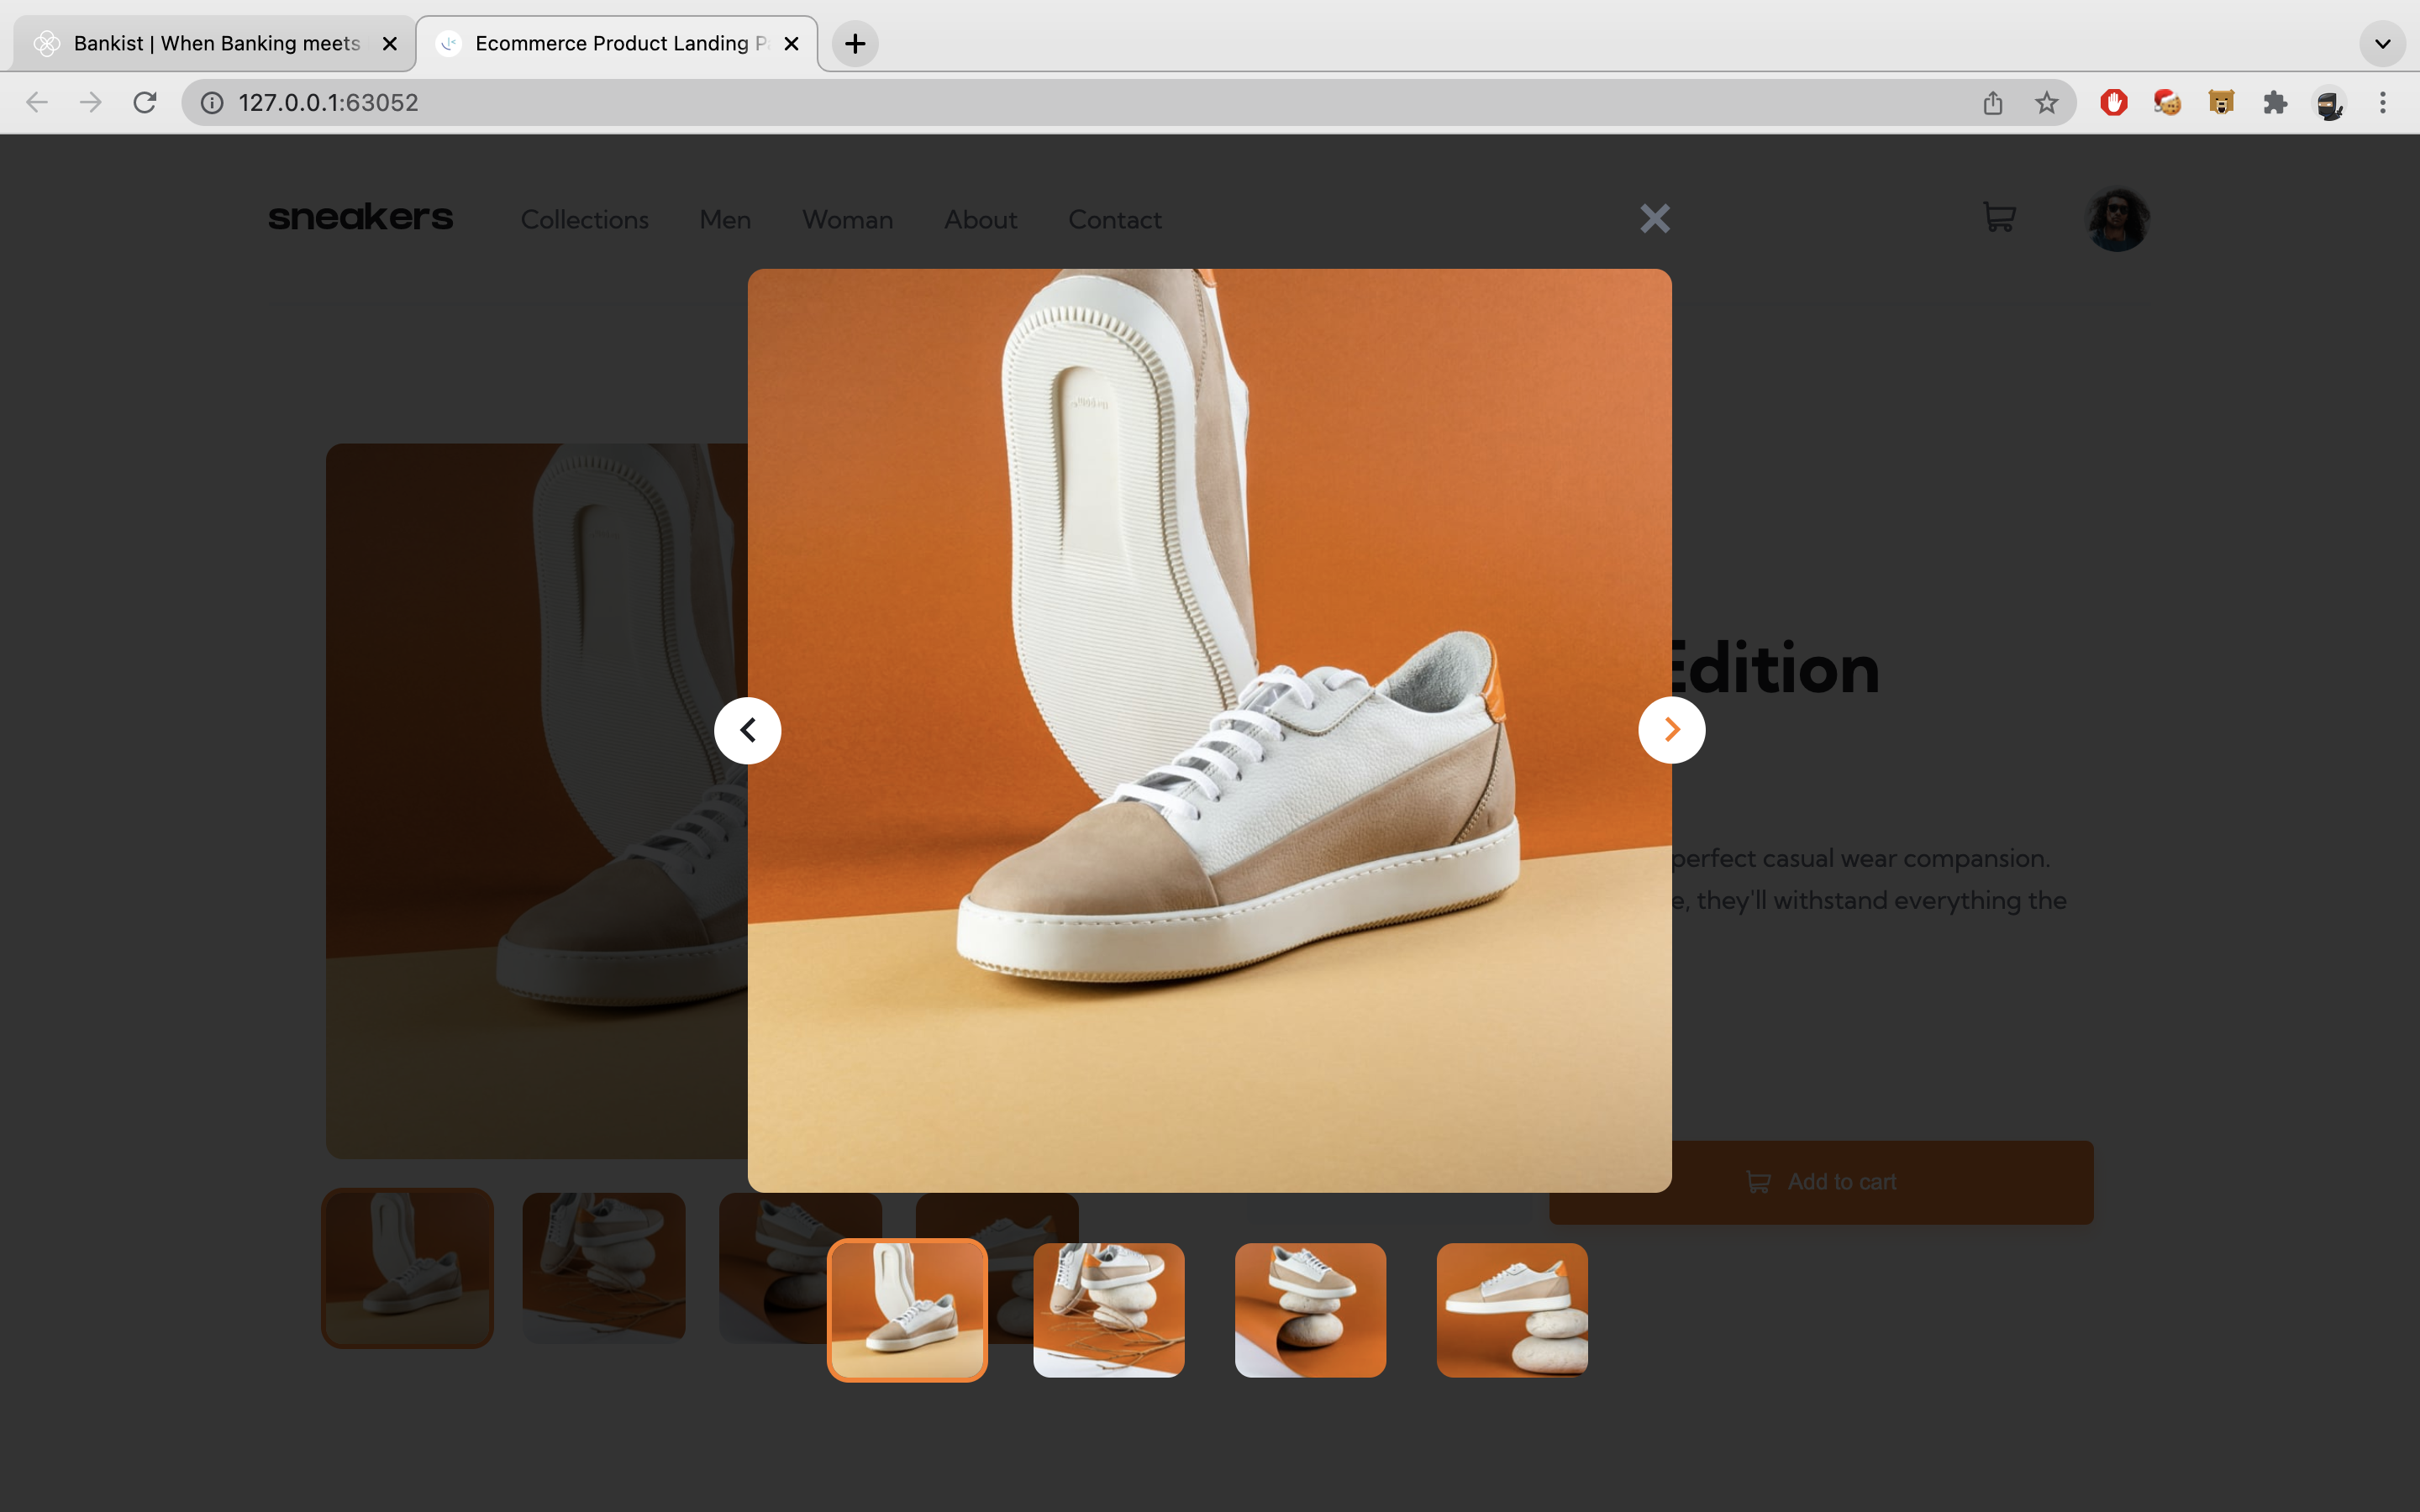 Bankist | When Banking meets
Ecommerce Product Landing P
127.0.0.1:63052
sneakers
Collections
Men
Woman
About
Contact
Edition
perfect casual wear compansion.
e, they'll withstand everything the
Add to cart